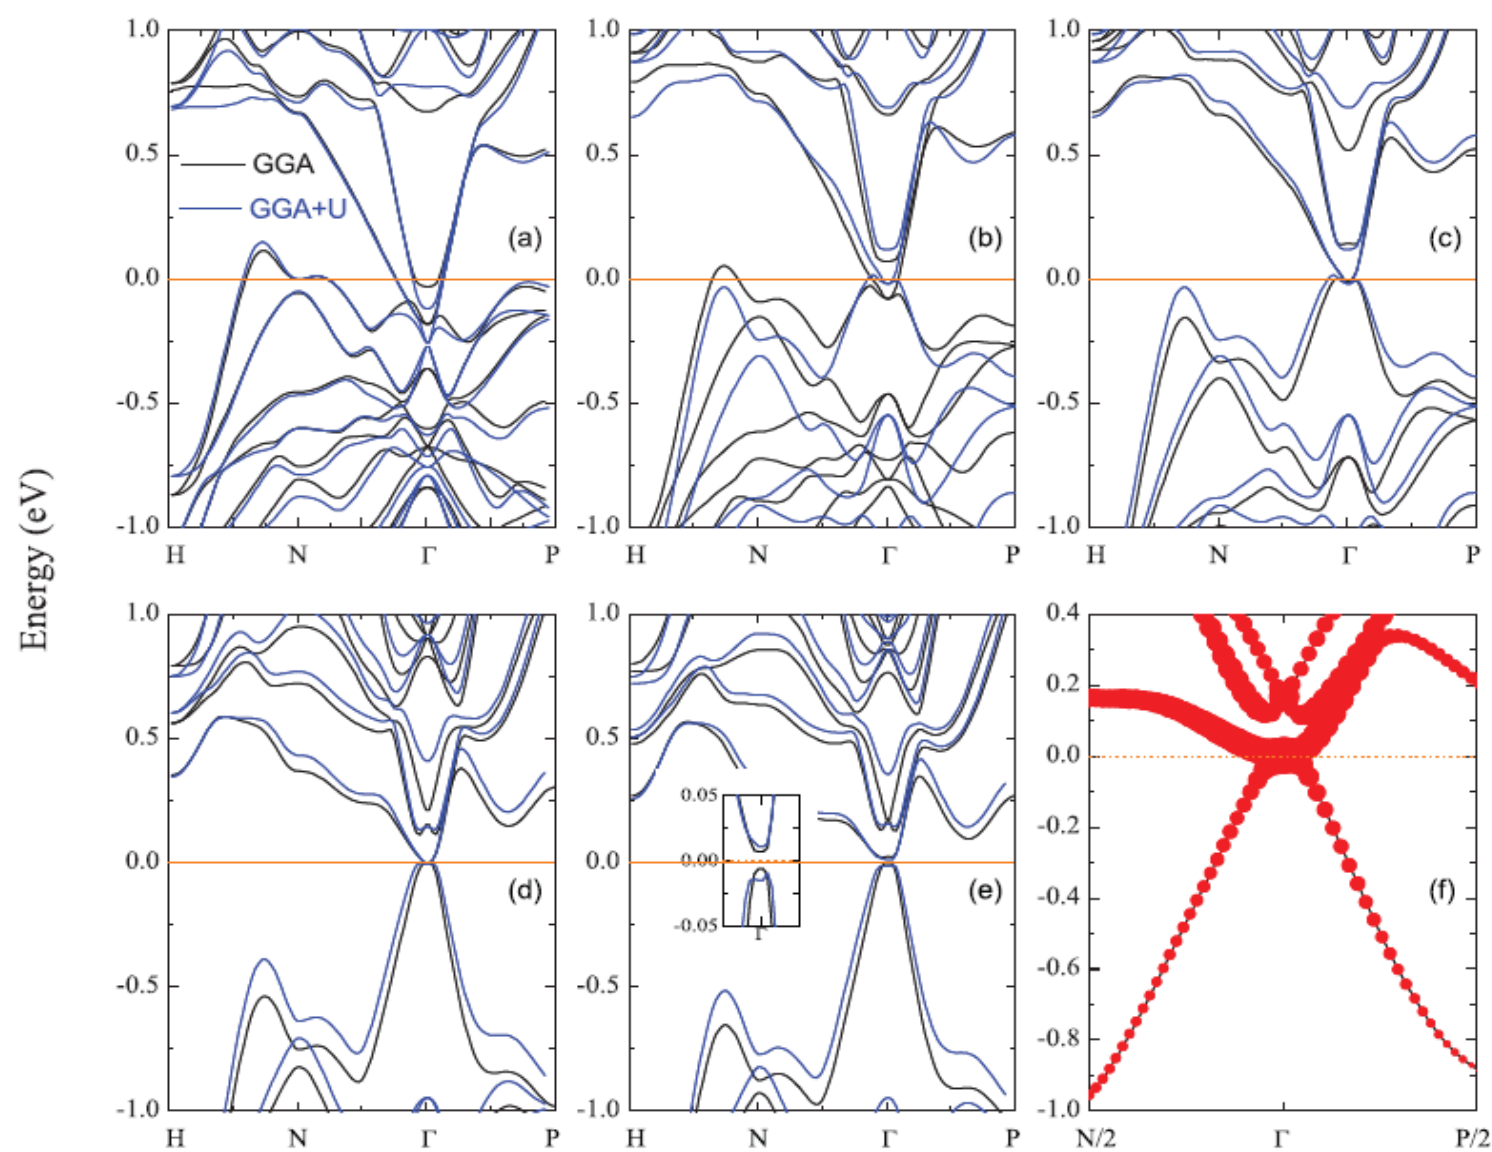 1.0 1.0 1.0
0.5 0.5 0.5
GGA
GGA+U
(a) (b) (c)
0.0 0.0 0.0
-0.5 -0.5 -0.5
-1.0 -1.0 -1.0
H N Γ P H N Γ P H N Γ P
Energy (eV)
1.0 1.0 0.4
0.2
0.5 0.5
0.05
0.0
0.0 0.0 0.00
(d) (e) (f)
-0.05
Γ
-0.2
-0.4
-0.5 -0.5
-0.6
-0.8
-1.0 -1.0 -1.0
H N Γ P H N Γ P N/2 Γ P/2